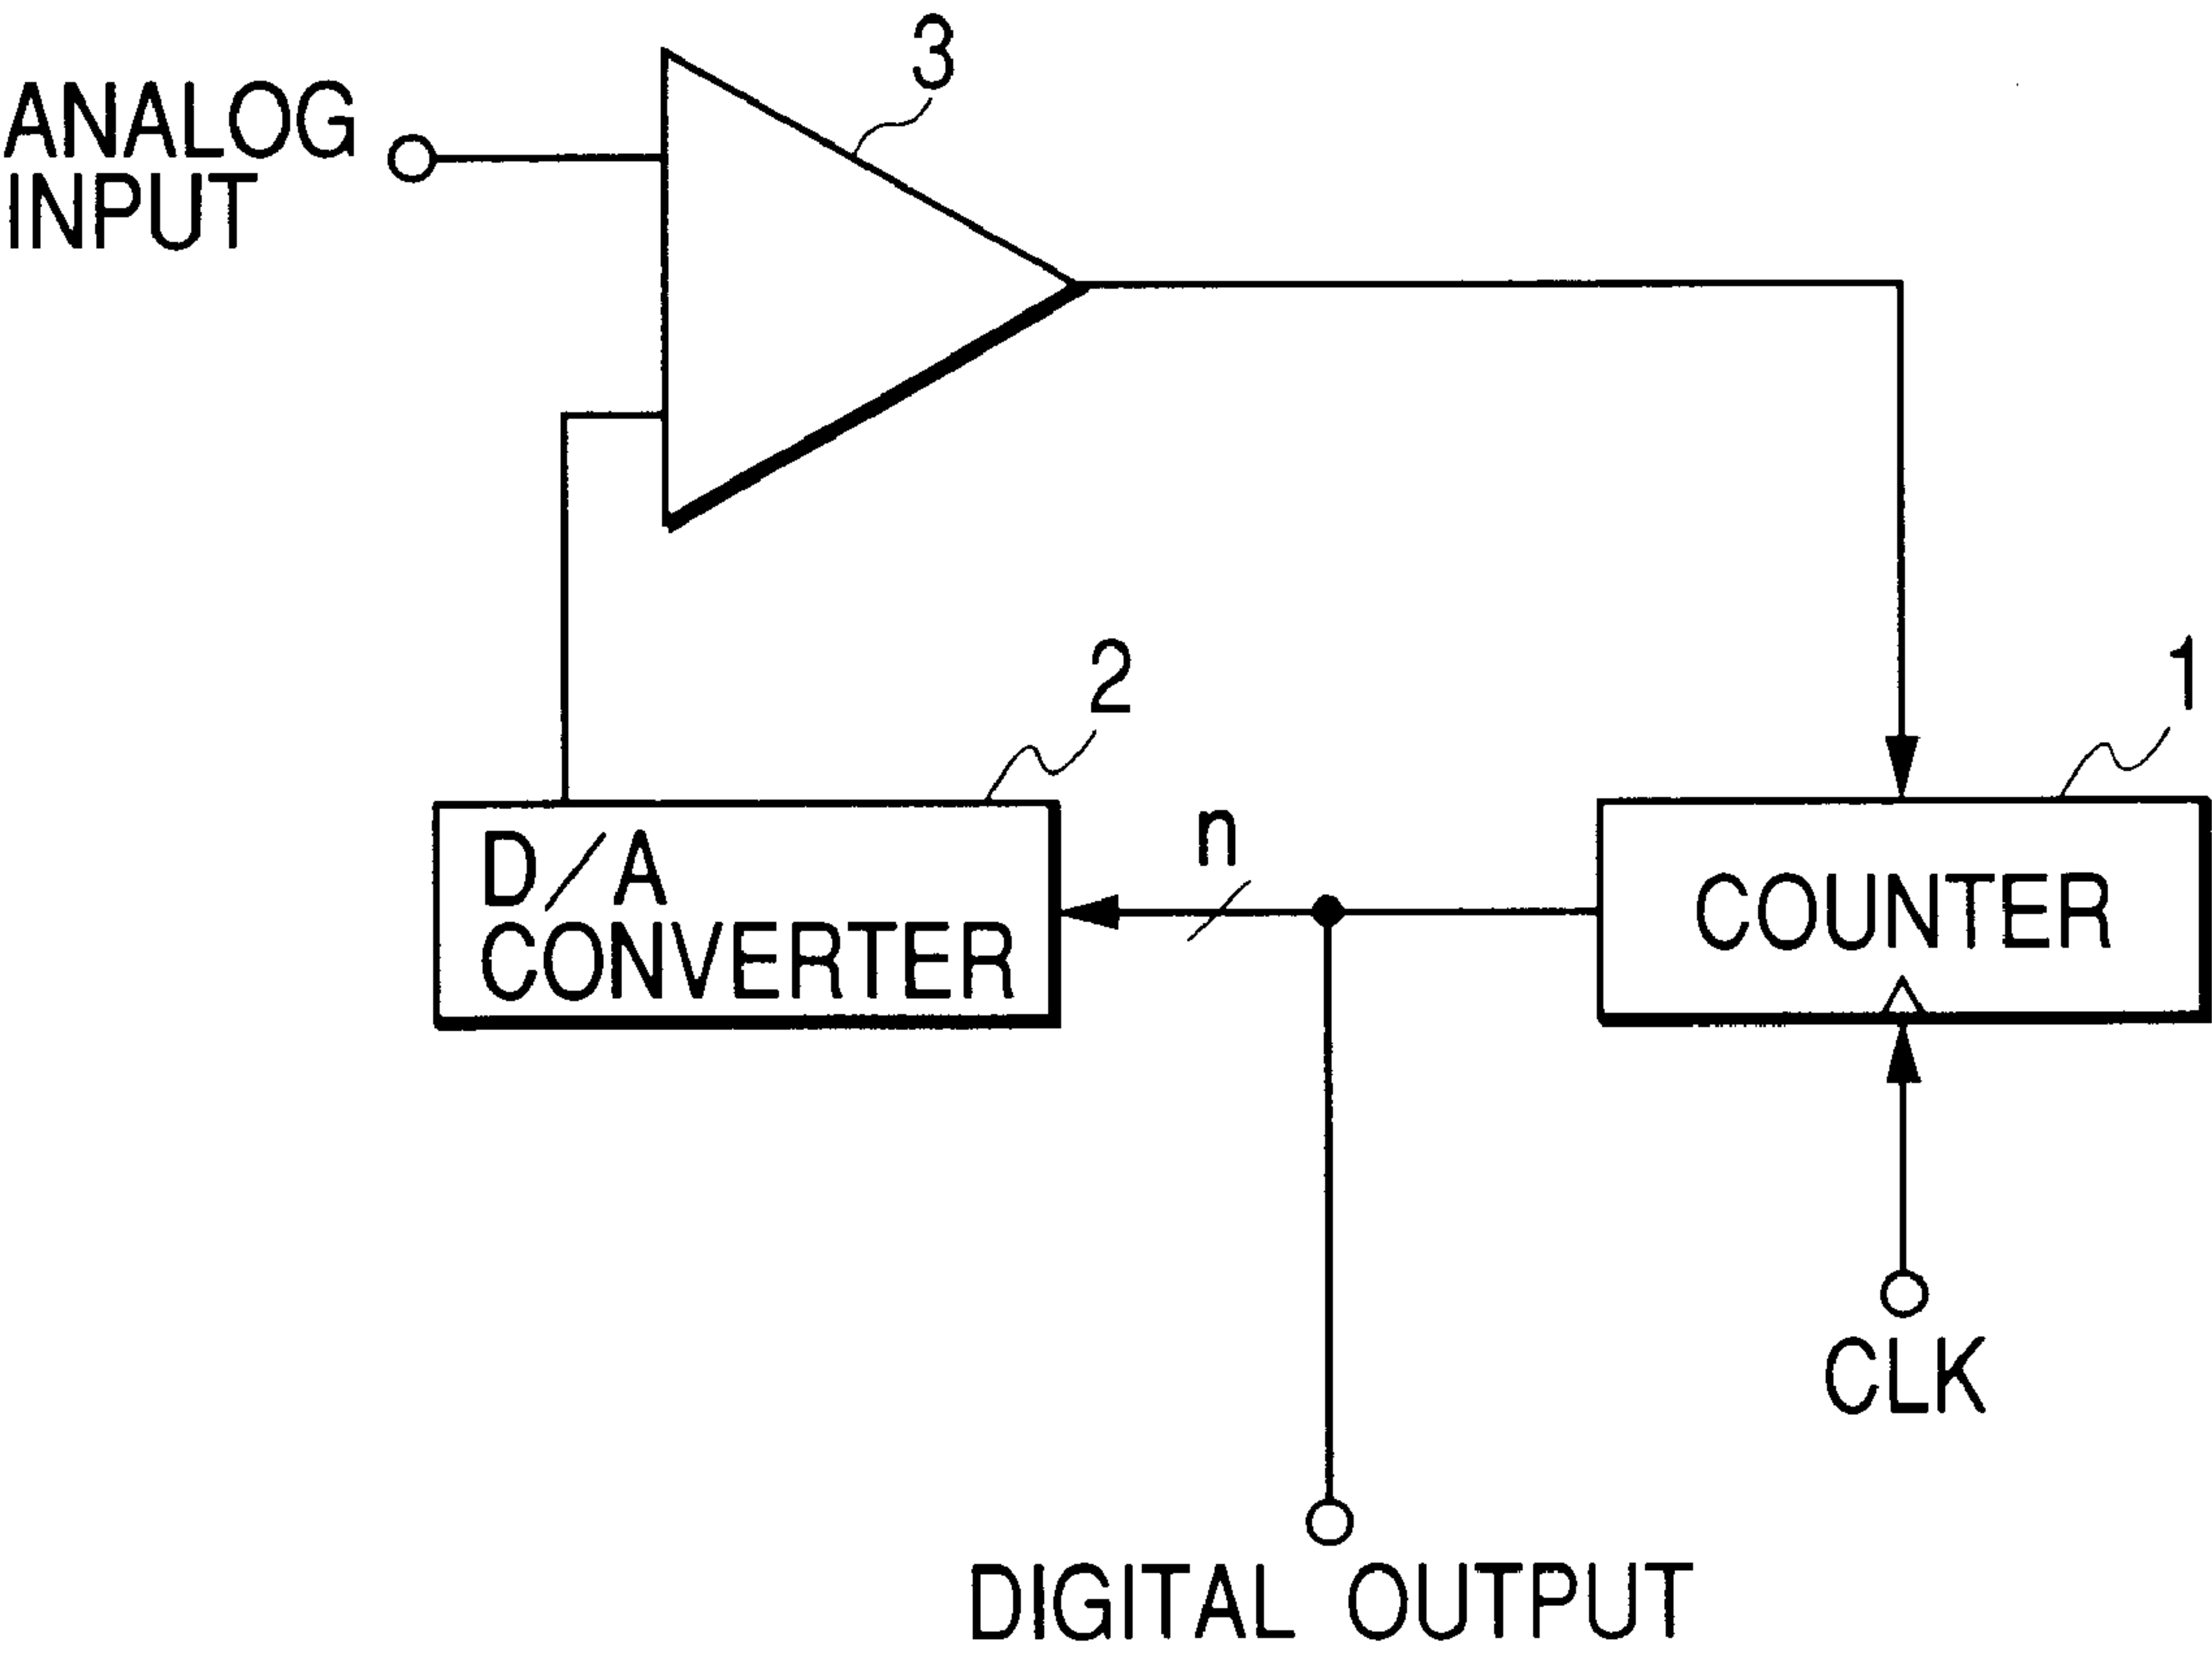 3
ANALOG
INPUT
2
1
n
D/A
CONVERTER
COUNTER
CLK
DIGITAL OUTPUT